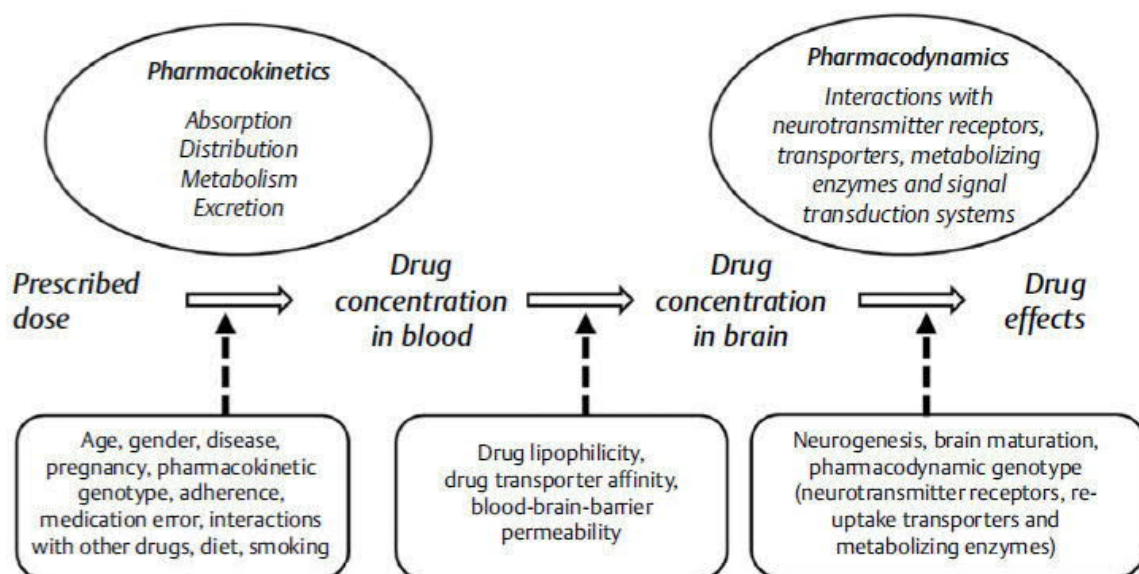 Pharmacokinetics
Absorption
Distribution
Metabolism
Excretion
Pharmacodynamics
Interactions with
neurotransmitter receptors,
transporters, metabolizing
enzymes and signal
transduction systems
Prescribed
dose
Drug
concentration
in blood
Drug
concentration
in brain
Drug
effects
Age, gender, disease,
pregnancy, pharmacokinetic
genotype, adherence,
medication error, interactions
with other drugs, diet, smoking
Drug lipophilicity,
drug transporter affinity,
blood-brain-barrier
permeability
Neurogenesis, brain maturation,
pharmacodynamic genotype
(neurotransmitter receptors, re-
uptake transporters and
metabolizing enzymes)